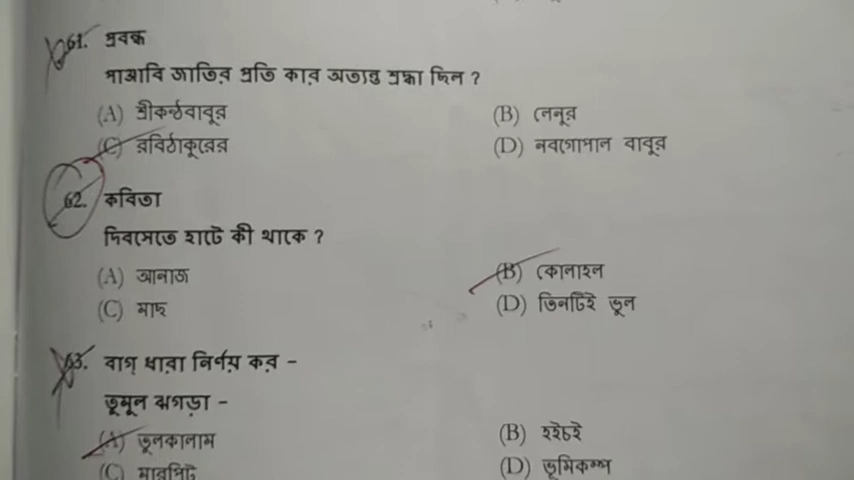 61. প্রবন্ধ
পাঞ্জাবি জাতির প্রতি কার অত্যন্ত শ্রদ্ধা ছিল ?
(A) শ্রীকন্ঠবাবুর (B) লেনুর
(C) রবিঠাকুরের (D) নবগোপাল বাবুর
62. কবিতা
দিবসেতে হাটে কী থাকে ?
(A) আনাজ (B) কোলাহল
(C) মাছ (D) তিনটিই ভুল
63. বাগ্ ধারা নির্ণয় কর -
তুমুল ঝগড়া -
(A) তুলকালাম (B) হইচই
(C) মারপিট (D) ভূমিকম্প